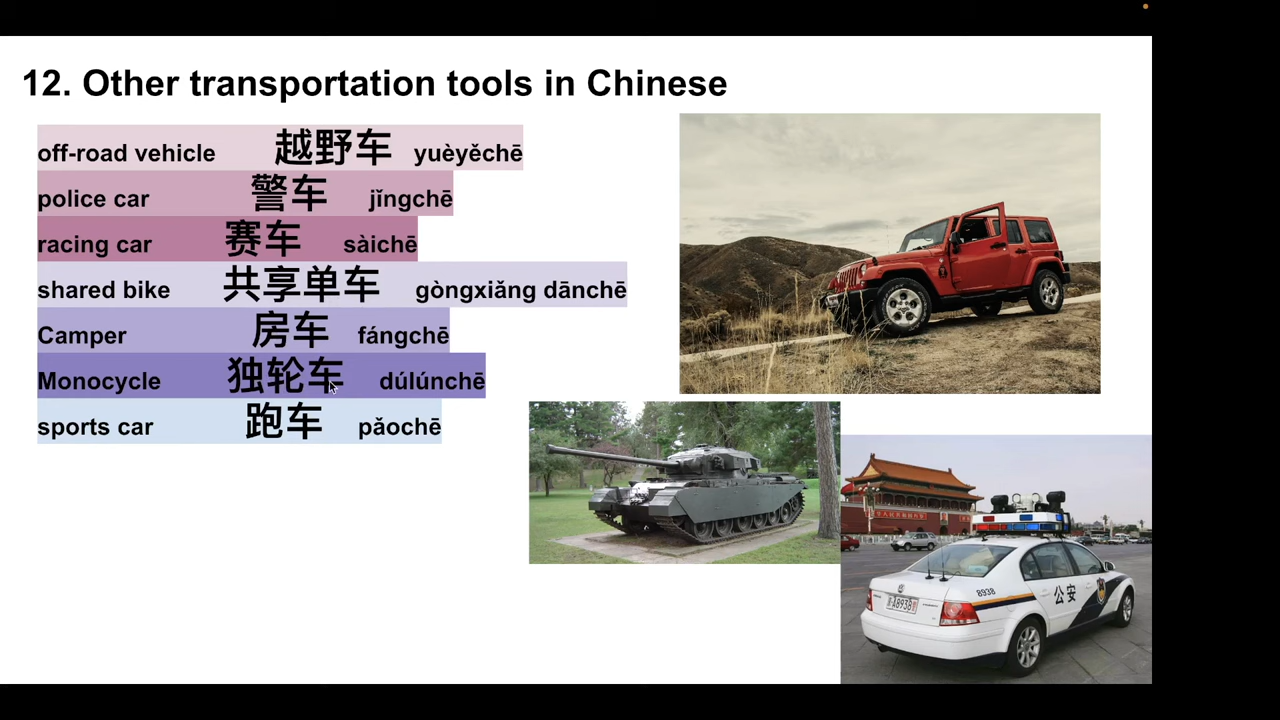 12. Other transportation tools in Chinese
off-road vehicle 越野车 yuèyěchē
police car 警车 jǐngchē
racing car 赛车 sàichē
shared bike 共享单车 gòngxiǎng dānchē
Camper 房车 fángchē
Monocycle 独轮车 dúlúnchē
sports car 跑车 pǎochē
8938
公安